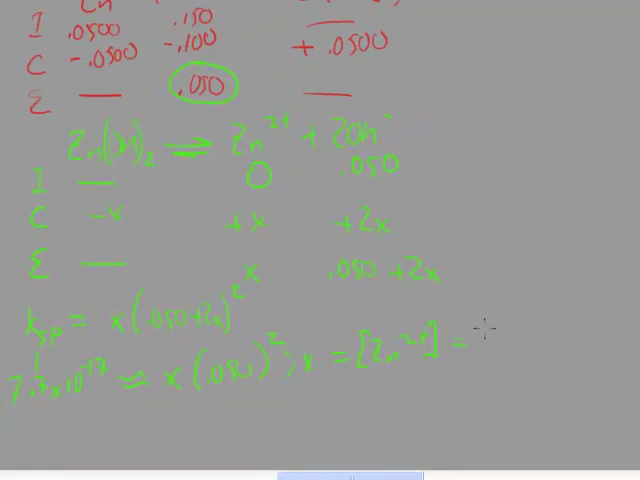 I .0500 .150
C -.0500 -.100 + .0500
E — .050 —
Zn(OH)₂ ⇌ Zn²⁺ + 2OH⁻
I — 0 .050
C -x +x +2x
E — x .050 + 2x
Ksp = x(.050+2x)²
7.7x10⁻¹⁷ ≈ x(.050)² ; x = [Zn²⁺] =